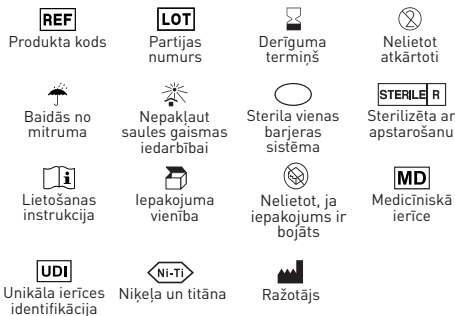 REF LOT 2
Produkta kods Partijas numurs Derīguma termiņš Nelietot atkārtoti
STERILE R
Baidās no mitruma Nepakļaut saules gaismas iedarbībai Sterila vienas barjeras sistēma Sterilizēta ar apstarošanu
i MD
Lietošanas instrukcija Iepakojuma vienība Nelietot, ja iepakojums ir bojāts Medicīniskā ierīce
UDI Ni-Ti
Unikāla ierīces identifikācija Niķeļa un titāna Ražotājs